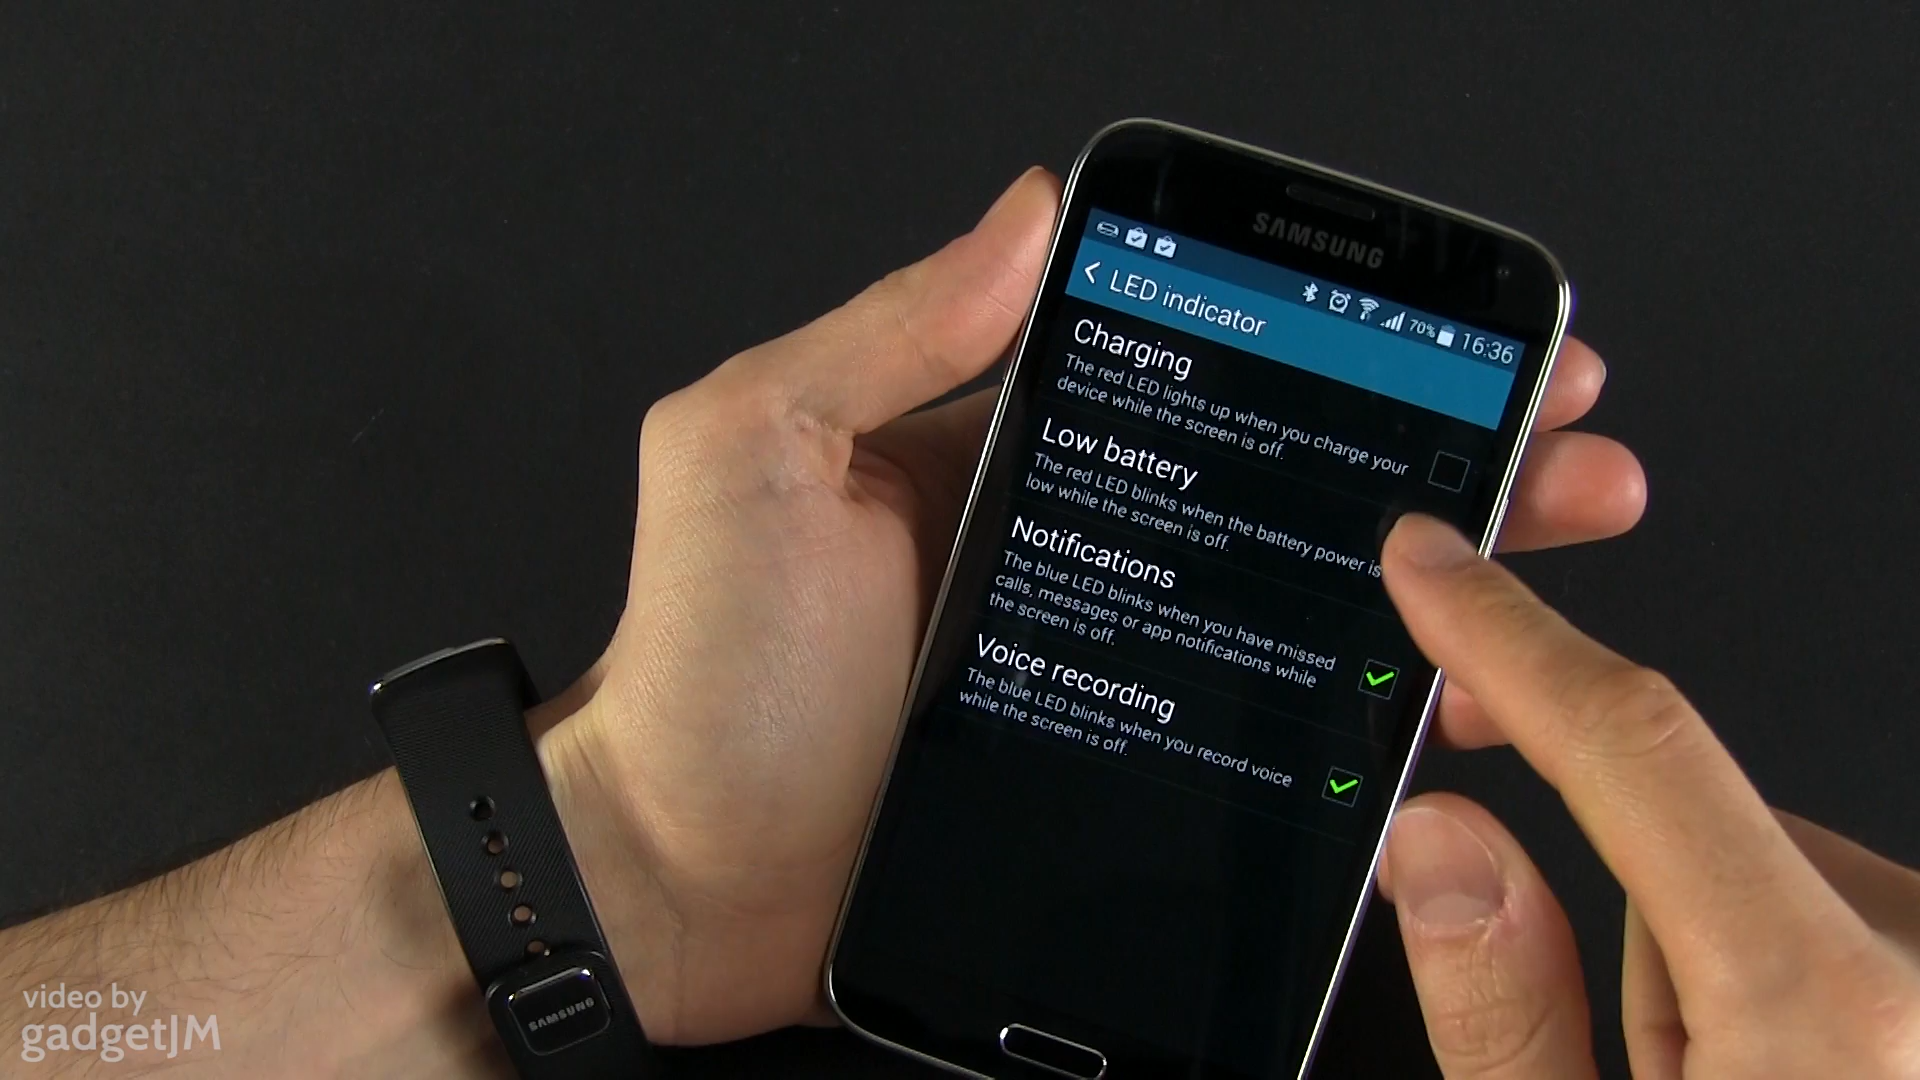 SAMSUNG
70% 16:36
LED indicator
Charging
The red LED lights up when you charge your
device while the screen is off.
Low battery
The red LED blinks when the battery power is
low while the screen is off.
Notifications
The blue LED blinks when you have missed
calls, messages or app notifications while
the screen is off.
Voice recording
The blue LED blinks when you record voice
while the screen is off.
SAMSUNG
video by
gadgetJM